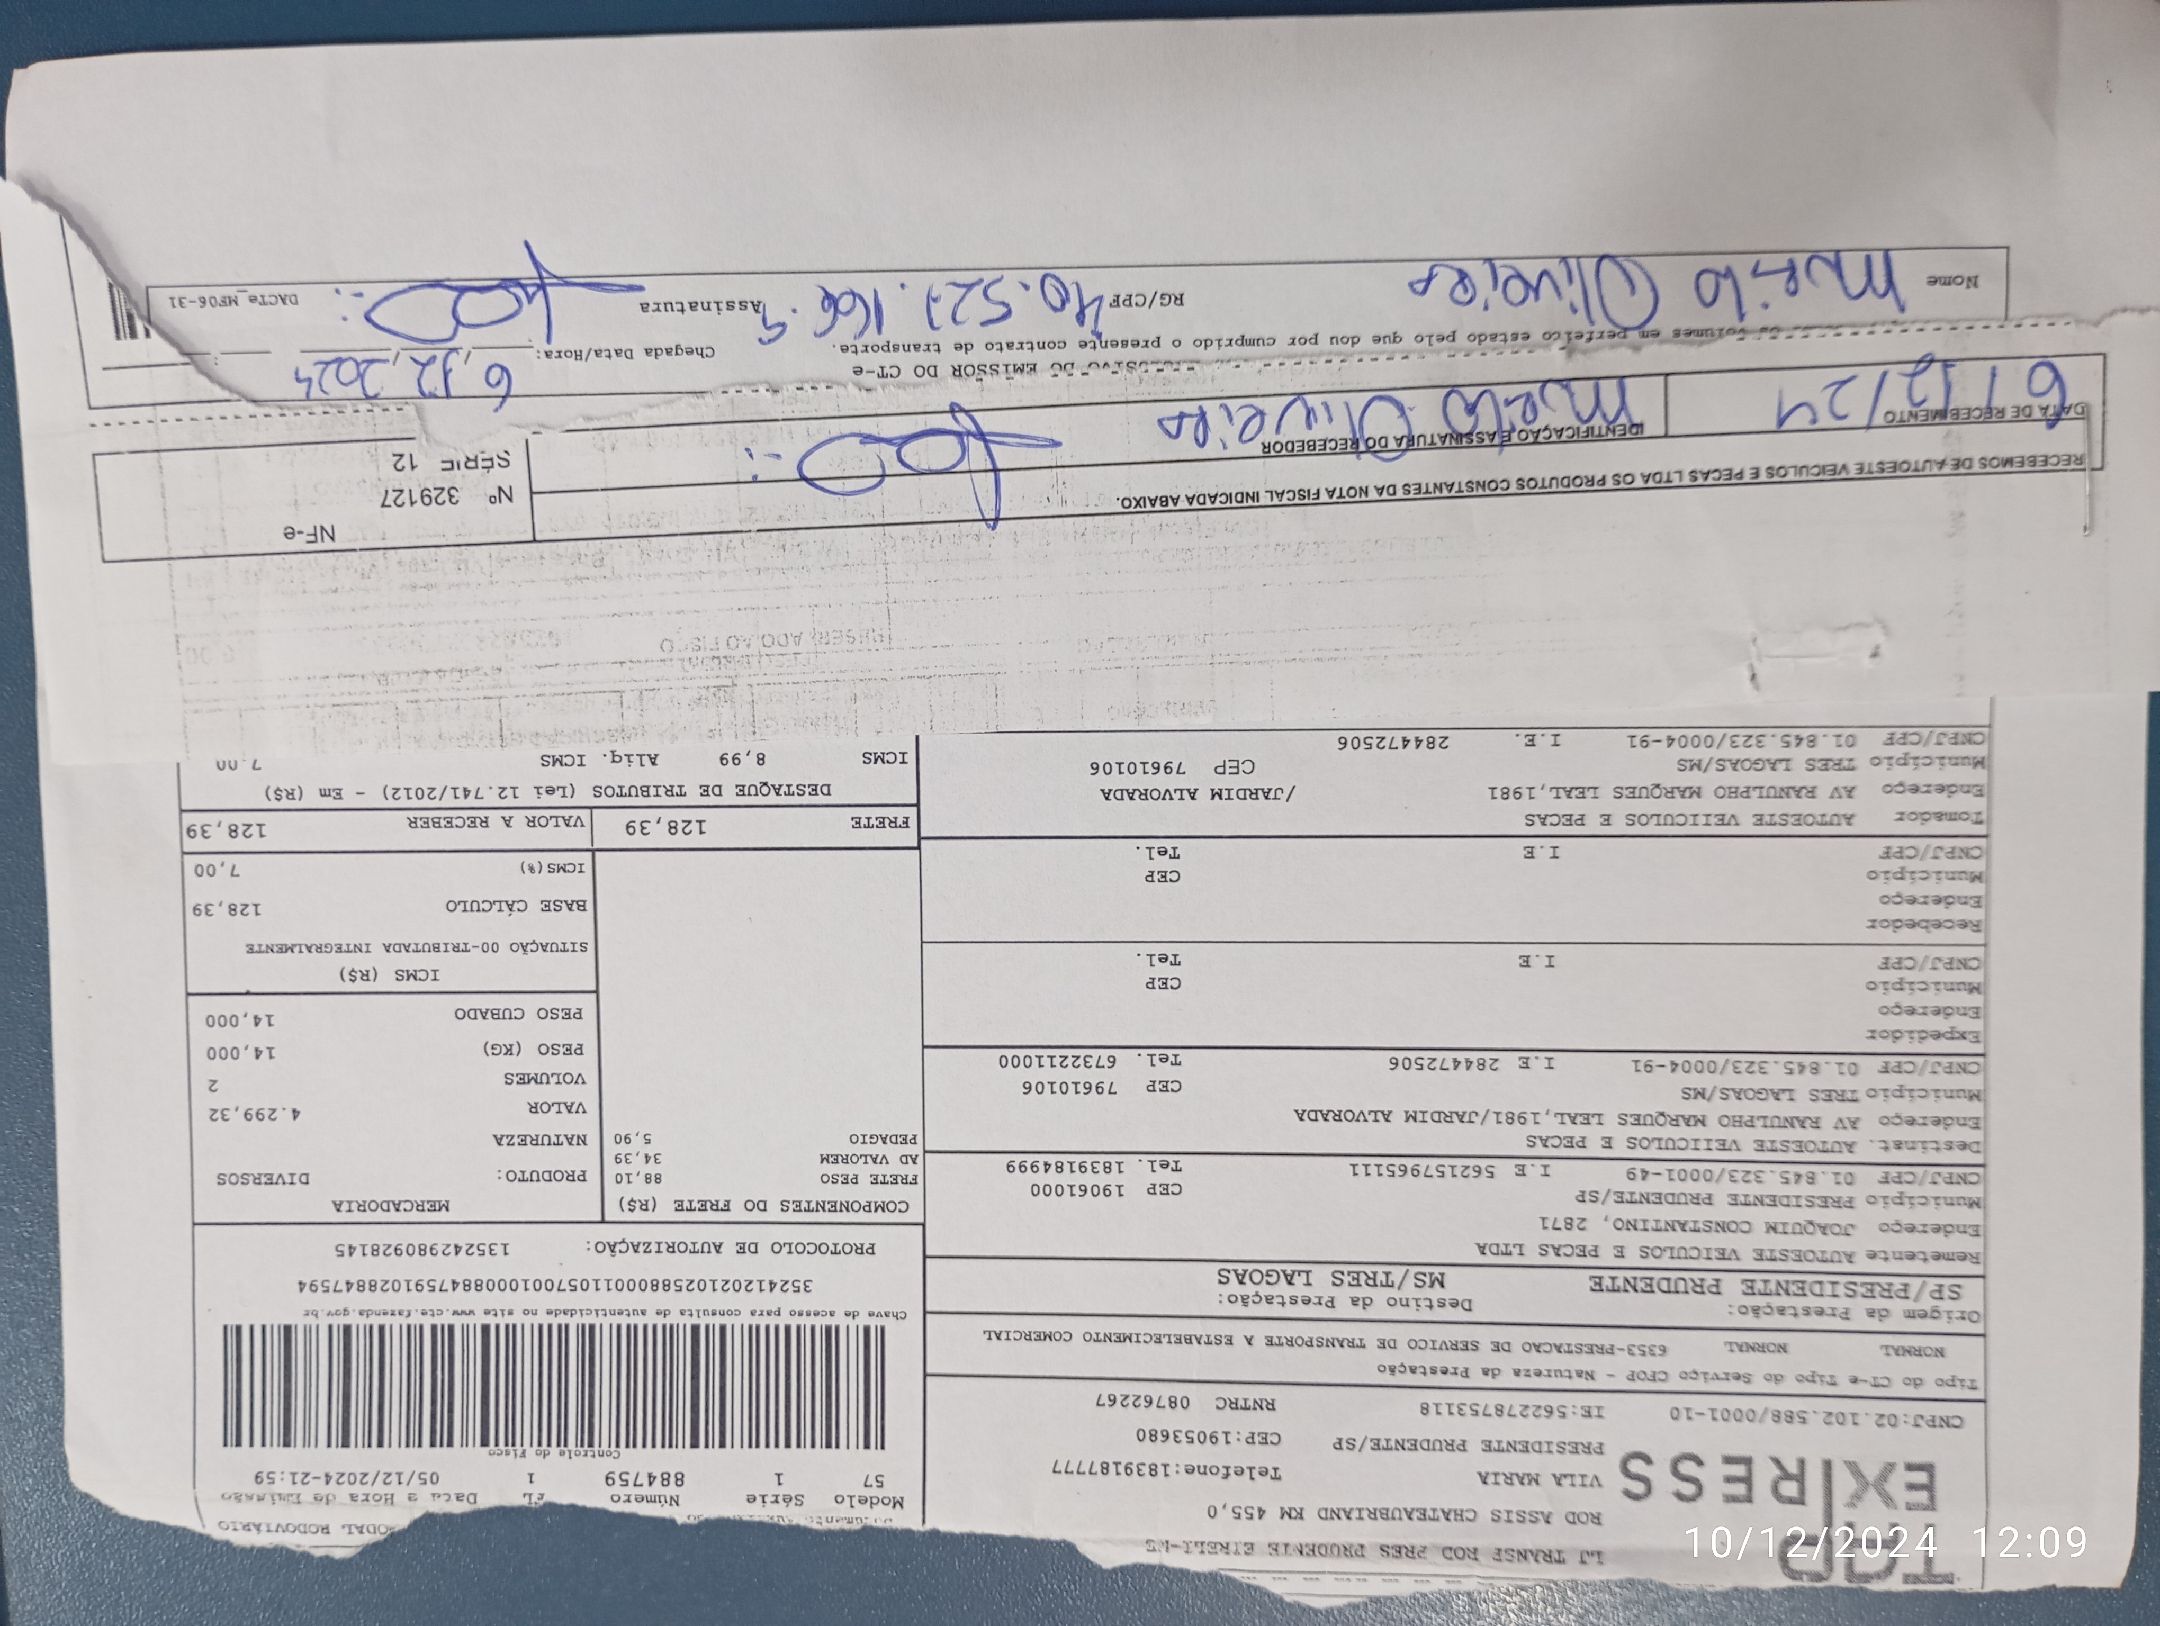 LJ TRANSP ROD PRES PRUDENTE EIRELI-ME
ROD ASSIS CHATEAUBRIAND KM 455,0
VILA MARIA Telefone:1839187777
PRESIDENTE PRUDENTE/SP CEP:19053680
EX RESS
CNPJ:02.102.588/0001-10 IE:562278753118 RNTRC 08762267
Tipo do CT-e Tipo do Serviço CFOP - Natureza da Prestação
NORMAL NORMAL 6353-PRESTACAO DE SERVICO DE TRANSPORTE A ESTABELECIMENTO COMERCIAL
Origem da Prestação: Destino da Prestação:
SP/PRESIDENTE PRUDENTE MS/TRES LAGOAS
Remetente AUTOESTE VEICULOS E PECAS LTDA
Endereço JOAQUIM CONSTANTINO, 2871
Município PRESIDENTE PRUDENTE/SP CEP 19061000
CNPJ/CPF 01.845.323/0001-49 I.E 562157965111 Tel. 1839184999
Destinat. AUTOESTE VEIICULOS E PECAS
Endereço AV RANULPHO MARQUES LEAL,1981/JARDIM ALVORADA
Município TRES LAGOAS/MS CEP 79610106
CNPJ/CPF 01.845.323/0004-91 I.E 284472506 Tel. 6732211000
Expedidor
Endereço
Município CEP
CNPJ/CPF I.E Tel.
Recebedor
Endereço
Município CEP
CNPJ/CPF I.E Tel.
Tomador AUTOESTE VEIICULOS E PECAS
Endereço AV RANULPHO MARQUES LEAL,1981 /JARDIM ALVORADA
Município TRES LAGOAS/MS CEP 79610106
CNPJ/CPF 01.845.323/0004-91 I.E. 284472506
MODAL RODOVIÁRIO
Modelo Série Número FL Data e Hora de Emissão
57 1 884759 1 05/12/2024-21:59
Controle do Fisco
Chave de acesso para consulta de autenticidade no site www.cte.fazenda.gov.br
35241202102588000110570010008847591028847594
PROTOCOLO DE AUTORIZAÇÃO: 135242980928145
COMPONENTES DO FRETE (R$)
FRETE PESO 88,10
AD VALOREM 34,39
PEDAGIO 5,90
MERCADORIA
PRODUTO: DIVERSOS
NATUREZA
VALOR 4.299,32
VOLUMES 2
PESO (KG) 14,000
PESO CUBADO 14,000
ICMS (R$)
SITUAÇÃO 00-TRIBUTADA INTEGRALMENTE
BASE CÁLCULO 128,39
ICMS(%) 7,00
FRETE 128,39 VALOR A RECEBER 128,39
DESTAQUE DE TRIBUTOS (Lei 12.741/2012) - Em (R$)
ICMS 8,99 Aliq. ICMS 7,00
RESERVADO AO FISCO
RECEBEMOS DE AUTOESTE VEICULOS E PECAS LTDA OS PRODUTOS CONSTANTES DA NOTA FISCAL INDICADA ABAIXO.
DATA DE RECEBIMENTO
6/12/24
IDENTIFICAÇÃO E ASSINATURA DO RECEBEDOR
Murilo Oliveira
NF-e
Nº 329127
SÉRIE 12
EMISSOR DO CT-e
os volumes em perfeito estado pelo que dou por cumprido o presente contrato de transporte.
Chegada Data/Hora: 6/12/2024
Nome Murilo Oliveira
RG/CPF
Assinatura
DACTe_MF06-31
10/12/2024 12:09